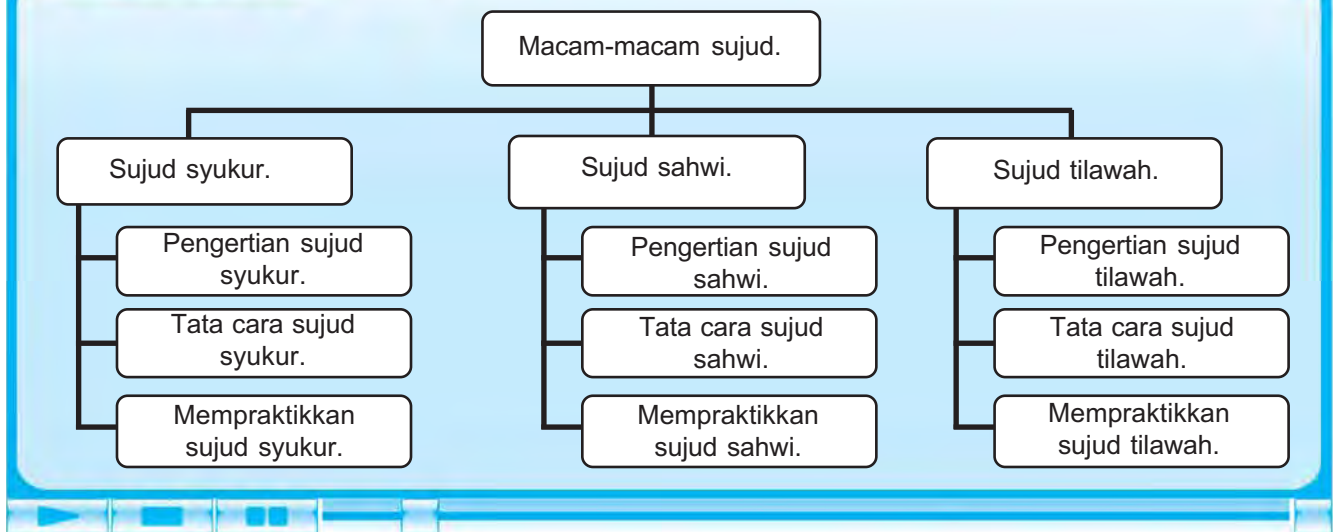 Macam-macam sujud.
Sujud syukur.
Sujud sahwi.
Sujud tilawah.
Pengertian sujud
syukur.
Tata cara sujud
syukur.
Mempraktikkan
sujud syukur.
Pengertian sujud
sahwi.
Tata cara sujud
sahwi.
Mempraktikkan
sujud sahwi.
Pengertian sujud
tilawah.
Tata cara sujud
tilawah.
Mempraktikkan
sujud tilawah.